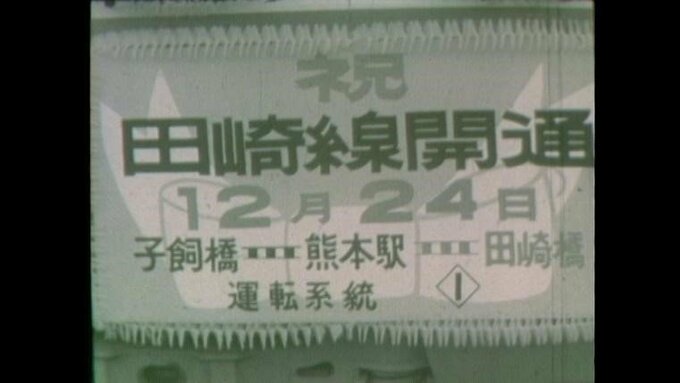 祝
田崎線開通
12月24日
子飼橋 熊本駅 田崎橋
運転系統 1